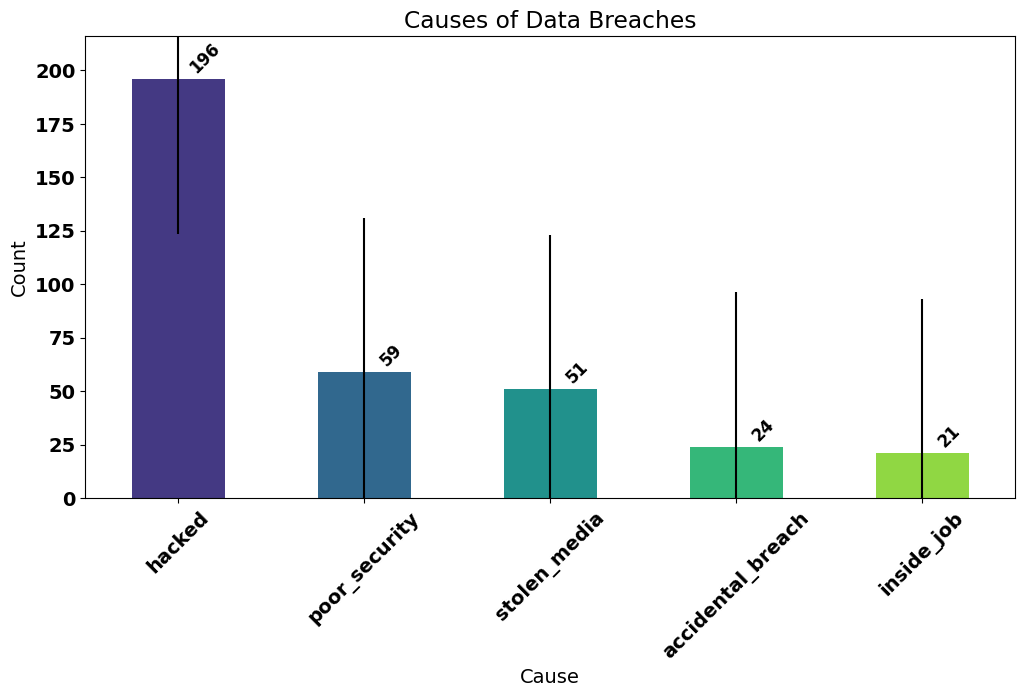 Causes of Data Breaches
Count
200
175
150
125
100
75
50
25
0
196
59
51
24
21
hacked
poor_security
stolen_media
accidental_breach
inside_job
Cause